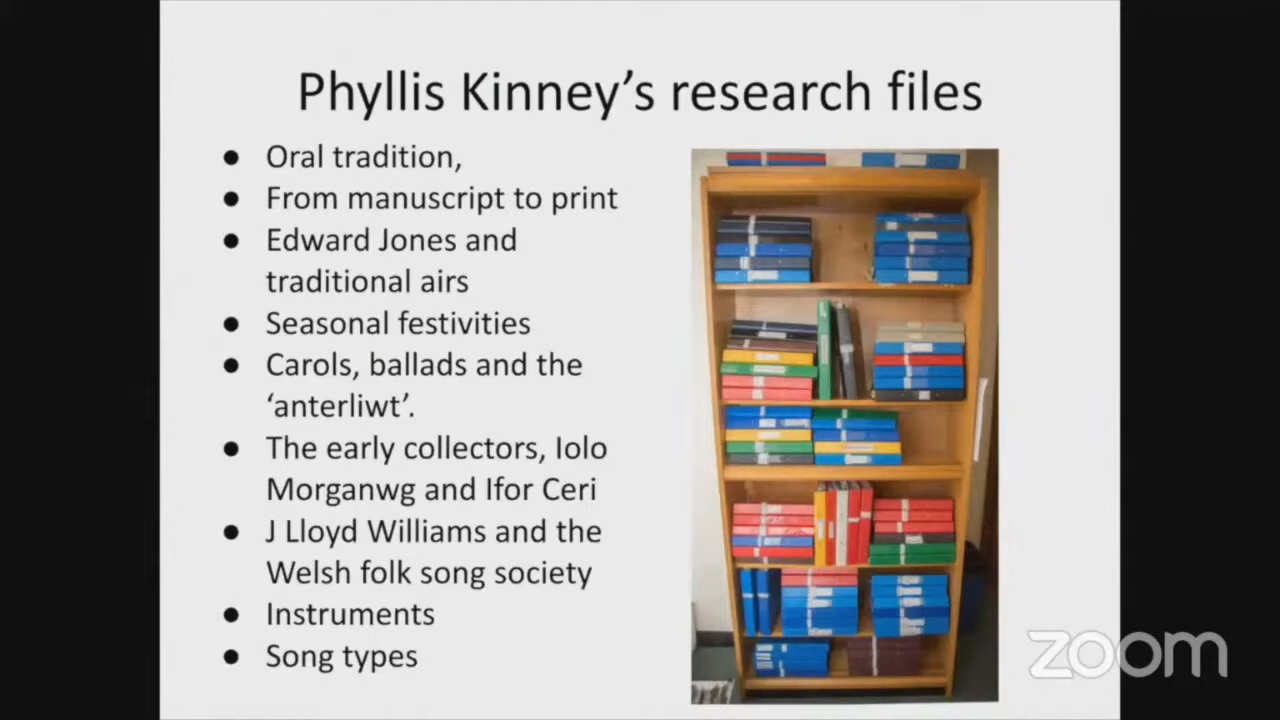 Phyllis Kinney’s research files
● Oral tradition,
● From manuscript to print
● Edward Jones and
traditional airs
● Seasonal festivities
● Carols, ballads and the
‘anterliwt’.
● The early collectors, Iolo
Morganwg and Ifor Ceri
● J Lloyd Williams and the
Welsh folk song society
● Instruments
● Song types
zoom